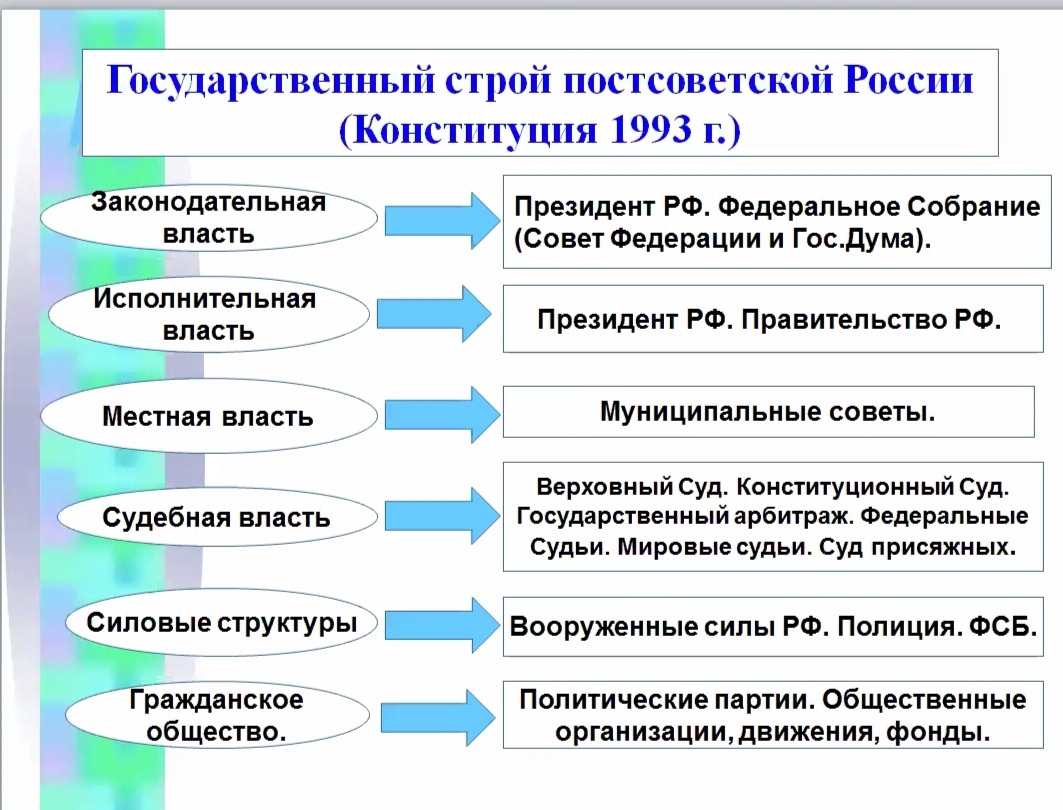 Государственный строй постсоветской России
(Конституция 1993 г.)
Законодательная
власть
Президент РФ. Федеральное Собрание
(Совет Федерации и Гос.Дума).
Исполнительная
власть
Президент РФ. Правительство РФ.
Местная власть
Муниципальные советы.
Судебная власть
Верховный Суд. Конституционный Суд.
Государственный арбитраж. Федеральные
Судьи. Мировые судьи. Суд присяжных.
Силовые структуры
Вооруженные силы РФ. Полиция. ФСБ.
Гражданское
общество.
Политические партии. Общественные
организации, движения, фонды.